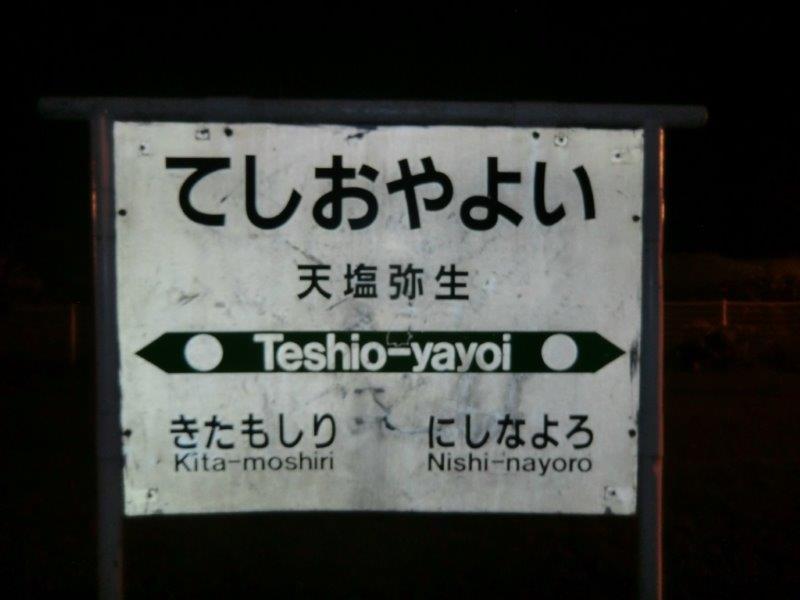 てしおやよい
天塩弥生
Teshio-yayoi
きたもしり にしなよろ
Kita-moshiri Nishi-nayoro